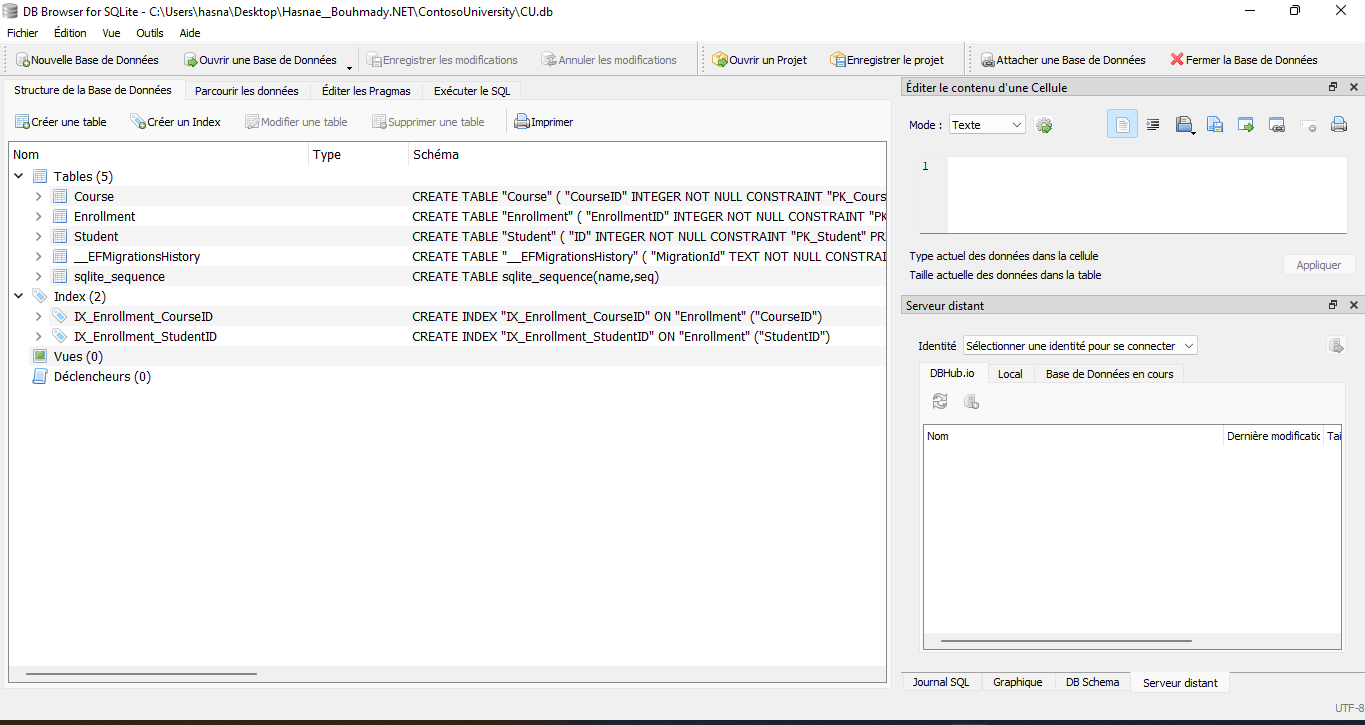 DB Browser for SQLite - C:\Users\hasna\Desktop\Hasnae__Bouhmady.NET\ContosoUniversity\CU.db
Fichier Édition Vue Outils Aide
Nouvelle Base de Données Ouvrir une Base de Données Enregistrer les modifications Annuler les modifications Ouvrir un Projet Enregistrer le projet Attacher une Base de Données Fermer la Base de Données
Structure de la Base de Données Parcourir les données Éditer les Pragmas Exécuter le SQL
Créer une table Créer un Index Modifier une table Supprimer une table Imprimer
Nom Type Schéma
Tables (5)
Course CREATE TABLE "Course" ( "CourseID" INTEGER NOT NULL CONSTRAINT "PK_Cours
Enrollment CREATE TABLE "Enrollment" ( "EnrollmentID" INTEGER NOT NULL CONSTRAINT "PK
Student CREATE TABLE "Student" ( "ID" INTEGER NOT NULL CONSTRAINT "PK_Student" PR
__EFMigrationsHistory CREATE TABLE "__EFMigrationsHistory" ( "MigrationId" TEXT NOT NULL CONSTRAI
sqlite_sequence CREATE TABLE sqlite_sequence(name,seq)
Index (2)
IX_Enrollment_CourseID CREATE INDEX "IX_Enrollment_CourseID" ON "Enrollment" ("CourseID")
IX_Enrollment_StudentID CREATE INDEX "IX_Enrollment_StudentID" ON "Enrollment" ("StudentID")
Vues (0)
Déclencheurs (0)
Éditer le contenu d'une Cellule
Mode : Texte
1
Type actuel des données dans la cellule
Taille actuelle des données dans la table
Appliquer
Serveur distant
Identité Sélectionner une identité pour se connecter
DBHub.io Local Base de Données en cours
Nom Dernière modificatic Tai
Journal SQL Graphique DB Schema Serveur distant
UTF-8